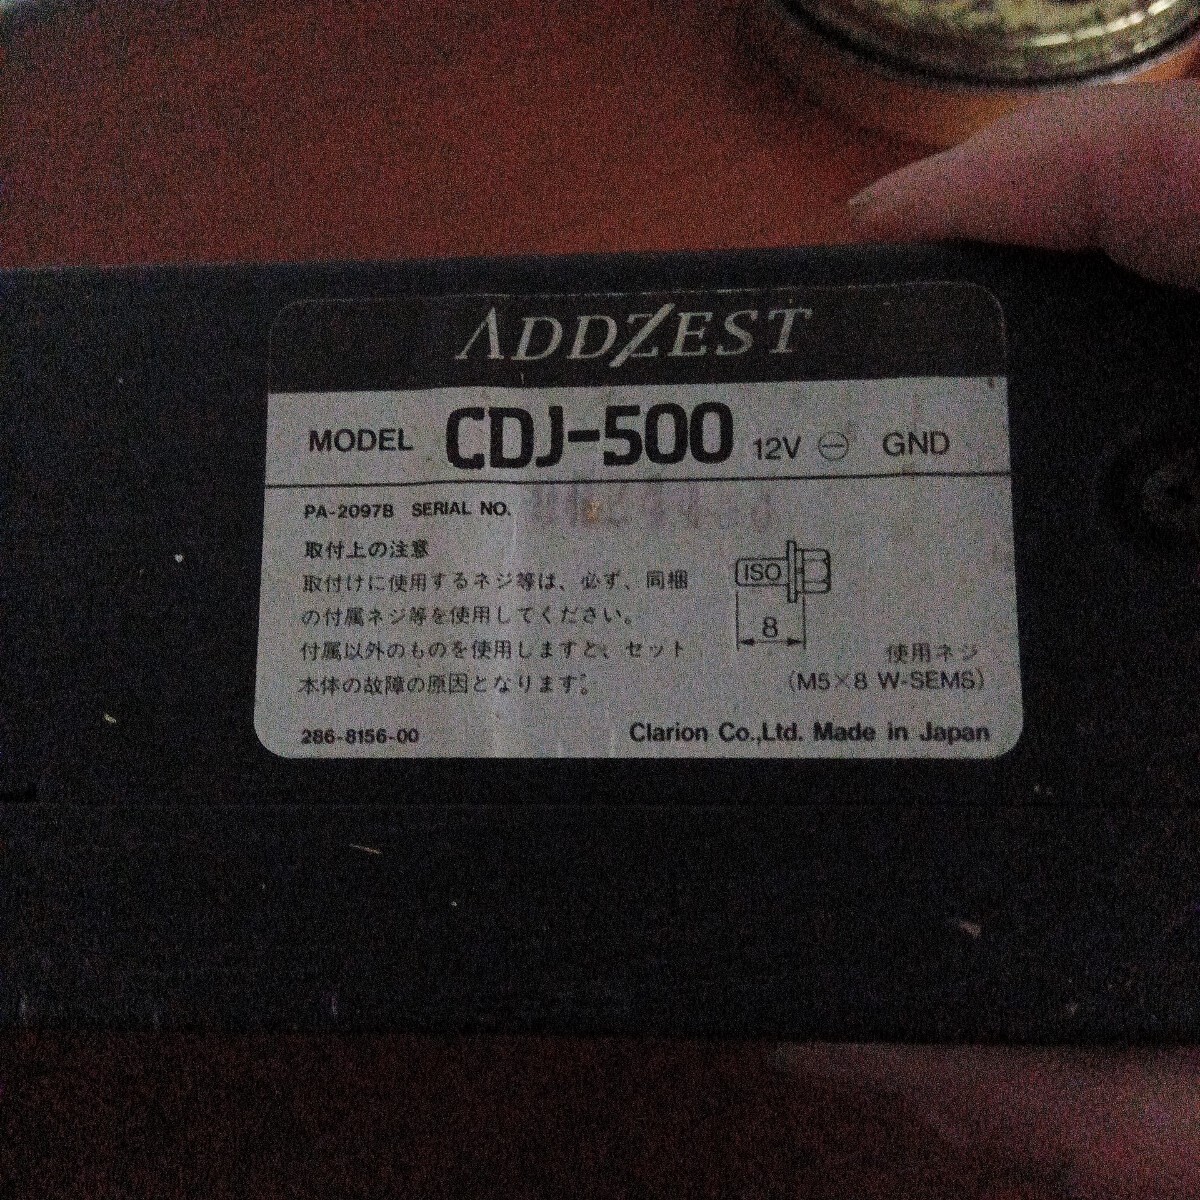 ADDZEST
MODEL CDJ-500 12V ⊖ GND
PA-2097B SERIAL NO.
取付上の注意
取付けに使用するネジ等は、必ず、同梱
の付属ネジ等を使用してください。
付属以外のものを使用しますと、セット
本体の故障の原因となります。
ISO
8
使用ネジ
(M5×8 W-SEMS)
286-8156-00
Clarion Co.,Ltd. Made in Japan